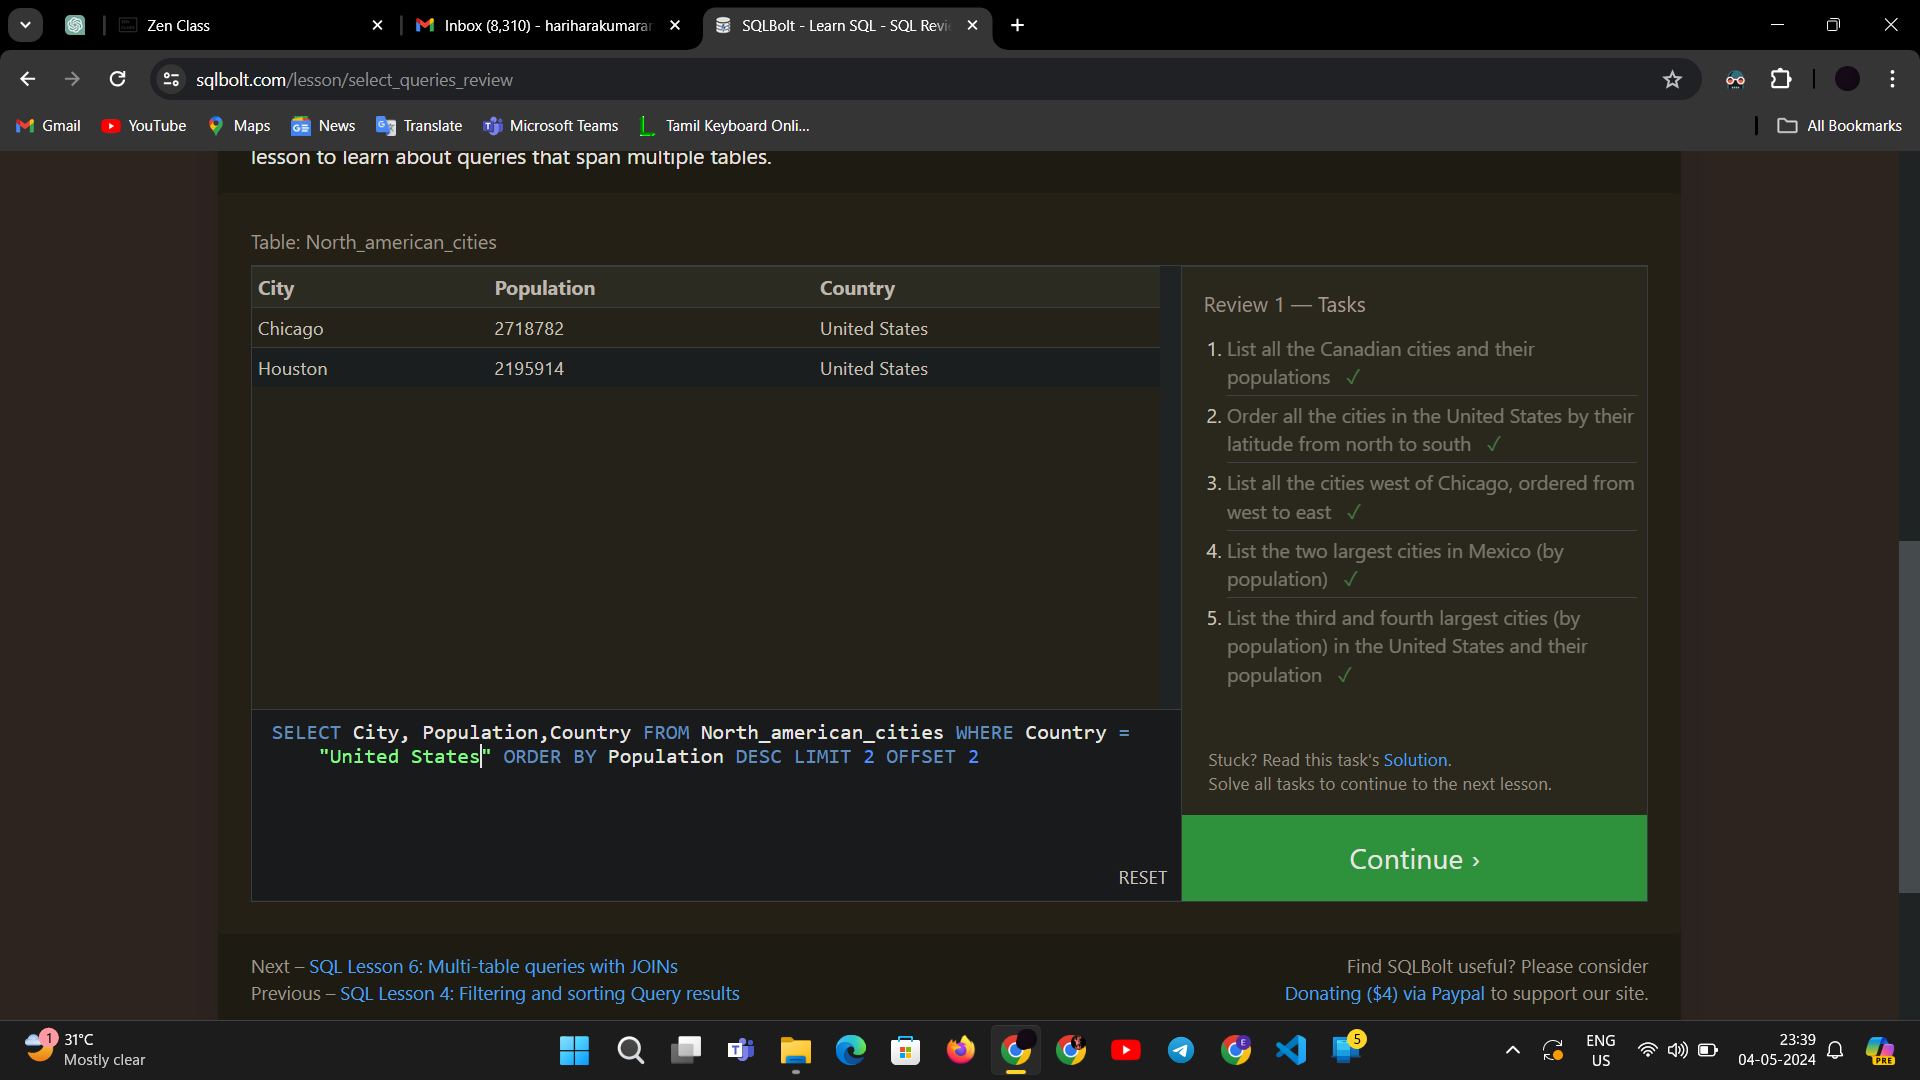 Zen Class
Inbox (8,310) - hariharakumarar
SQLBolt - Learn SQL - SQL Revie
sqlbolt.com/lesson/select_queries_review
Gmail
YouTube
Maps
News
Translate
Microsoft Teams
Tamil Keyboard Onli...
All Bookmarks
lesson to learn about queries that span multiple tables.
Table: North_american_cities
City Population Country
Chicago 2718782 United States
Houston 2195914 United States
SELECT City, Population,Country FROM North_american_cities WHERE Country =
"United States" ORDER BY Population DESC LIMIT 2 OFFSET 2
RESET
Review 1 — Tasks
1. List all the Canadian cities and their
populations ✓
2. Order all the cities in the United States by their
latitude from north to south ✓
3. List all the cities west of Chicago, ordered from
west to east ✓
4. List the two largest cities in Mexico (by
population) ✓
5. List the third and fourth largest cities (by
population) in the United States and their
population ✓
Stuck? Read this task's Solution.
Solve all tasks to continue to the next lesson.
Continue ›
Next – SQL Lesson 6: Multi-table queries with JOINs
Previous – SQL Lesson 4: Filtering and sorting Query results
Find SQLBolt useful? Please consider
Donating ($4) via Paypal to support our site.
1
31°C
Mostly clear
E
5
ENG
US
23:39
04-05-2024
PRE